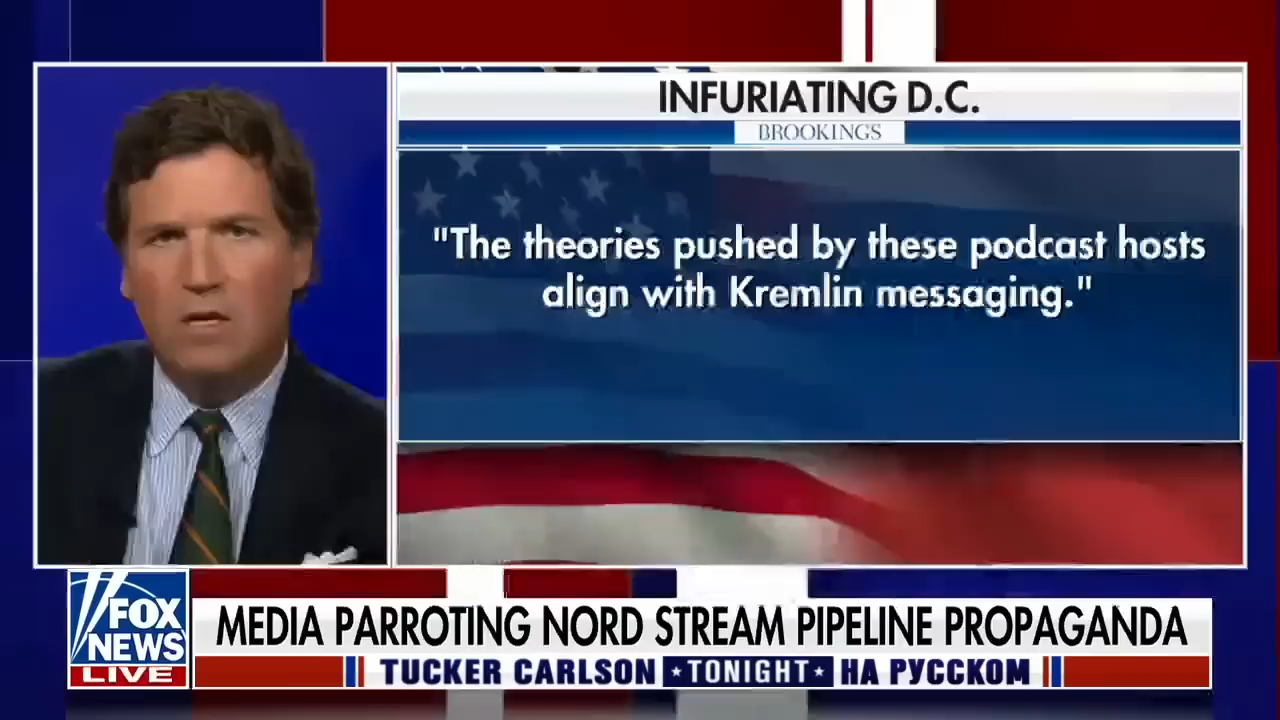 INFURIATING D.C.
BROOKINGS
"The theories pushed by these podcast hosts
align with Kremlin messaging."
FOX
NEWS
LIVE
MEDIA PARROTING NORD STREAM PIPELINE PROPAGANDA
TUCKER CARLSON TONIGHT НА РУССКОМ